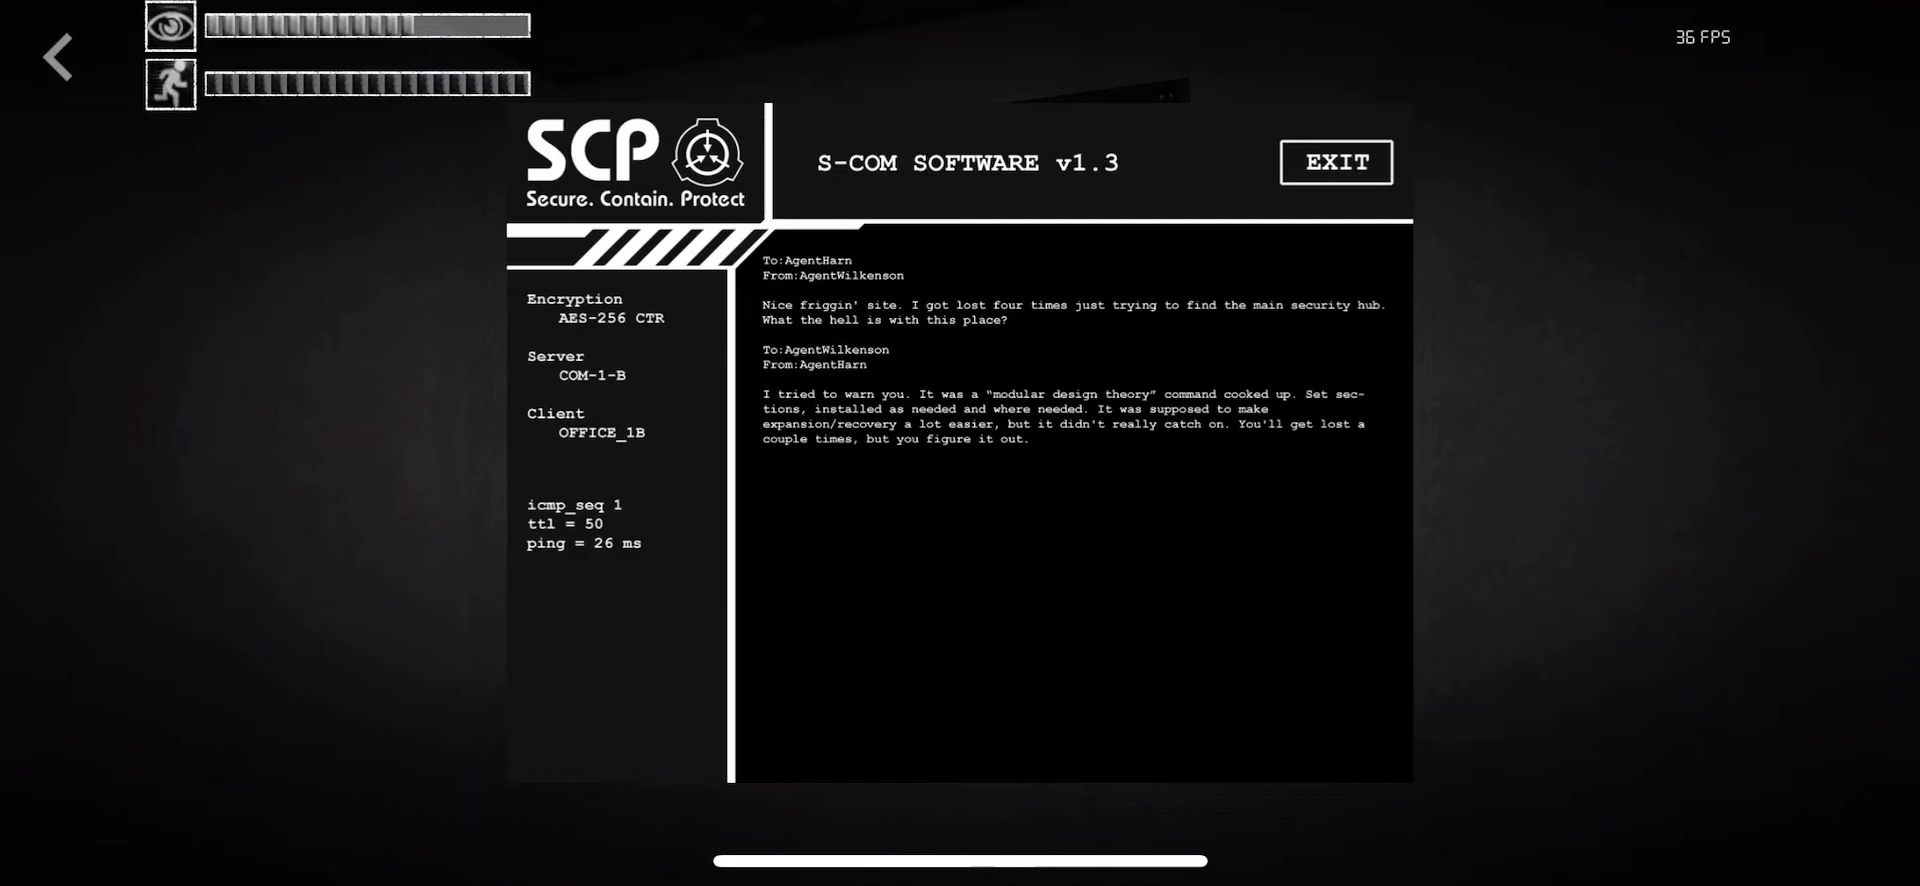 36 FPS
SCP
Secure. Contain. Protect
S-COM SOFTWARE v1.3
EXIT
Encryption
AES-256 CTR
Server
COM-1-B
Client
OFFICE_1B
icmp_seq 1
ttl = 50
ping = 26 ms
To:AgentHarn
From:AgentWilkenson
Nice friggin' site. I got lost four times just trying to find the main security hub.
What the hell is with this place?
To:AgentWilkenson
From:AgentHarn
I tried to warn you. It was a “modular design theory” command cooked up. Set sec-
tions, installed as needed and where needed. It was supposed to make
expansion/recovery a lot easier, but it didn't really catch on. You'll get lost a
couple times, but you figure it out.